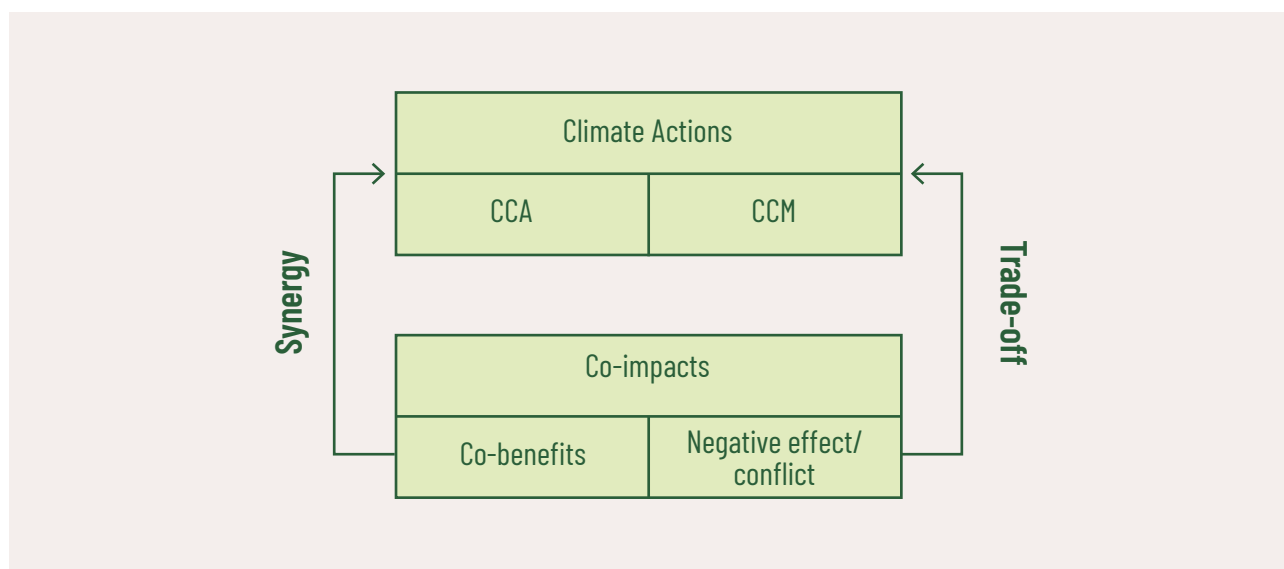 Climate Actions
CCA
CCM
Synergy
Trade-off
Co-impacts
Co-benefits
Negative effect/
conflict